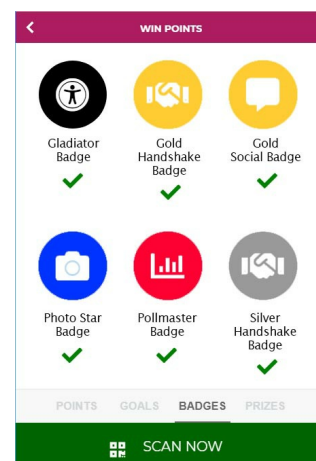 WIN POINTS
Gladiator
Badge
Gold
Handshake
Badge
Gold
Social Badge
Photo Star
Badge
Pollmaster
Badge
Silver
Handshake
Badge
POINTS GOALS BADGES PRIZES
SCAN NOW